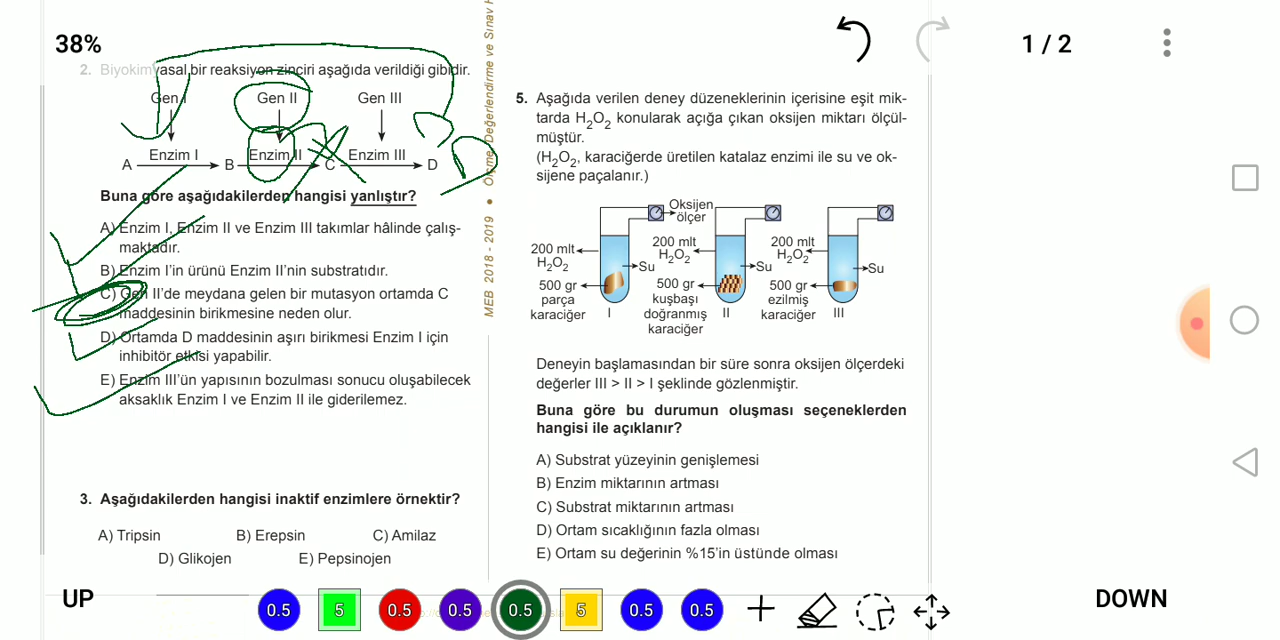 38%
1 / 2
2. Biyokimyasal bir reaksiyon zinciri aşağıda verildiği gibidir.
Gen I Gen II Gen III
Enzim I Enzim II Enzim III
A B C D
Buna göre aşağıdakilerden hangisi yanlıştır?
A) Enzim I, Enzim II ve Enzim III takımlar hâlinde çalış-
maktadır.
B) Enzim I'in ürünü Enzim II'nin substratıdır.
C) Gen II'de meydana gelen bir mutasyon ortamda C
maddesinin birikmesine neden olur.
D) Ortamda D maddesinin aşırı birikmesi Enzim I için
inhibitör etkisi yapabilir.
E) Enzim III'ün yapısının bozulması sonucu oluşabilecek
aksaklık Enzim I ve Enzim II ile giderilemez.
3. Aşağıdakilerden hangisi inaktif enzimlere örnektir?
A) Tripsin B) Erepsin C) Amilaz
D) Glikojen E) Pepsinojen
MEB 2018 - 2019 ● Ölçme, Değerlendirme ve Sınav H
5. Aşağıda verilen deney düzeneklerinin içerisine eşit mik-
tarda H2O2 konularak açığa çıkan oksijen miktarı ölçül-
müştür.
(H2O2, karaciğerde üretilen katalaz enzimi ile su ve ok-
sijene paçalanır.)
Oksijen
ölçer
200 mlt
H2O2
Su
500 gr
parça
karaciğer
I
200 mlt
H2O2
Su
500 gr
kuşbaşı
doğranmış
karaciğer
II
200 mlt
H2O2
Su
500 gr
ezilmiş
karaciğer
III
Deneyin başlamasından bir süre sonra oksijen ölçerdeki
değerler III > II > I şeklinde gözlenmiştir.
Buna göre bu durumun oluşması seçeneklerden
hangisi ile açıklanır?
A) Substrat yüzeyinin genişlemesi
B) Enzim miktarının artması
C) Substrat miktarının artması
D) Ortam sıcaklığının fazla olması
E) Ortam su değerinin %15'in üstünde olması
UP
0.5 5 0.5 0.5 0.5 5 0.5 0.5
DOWN